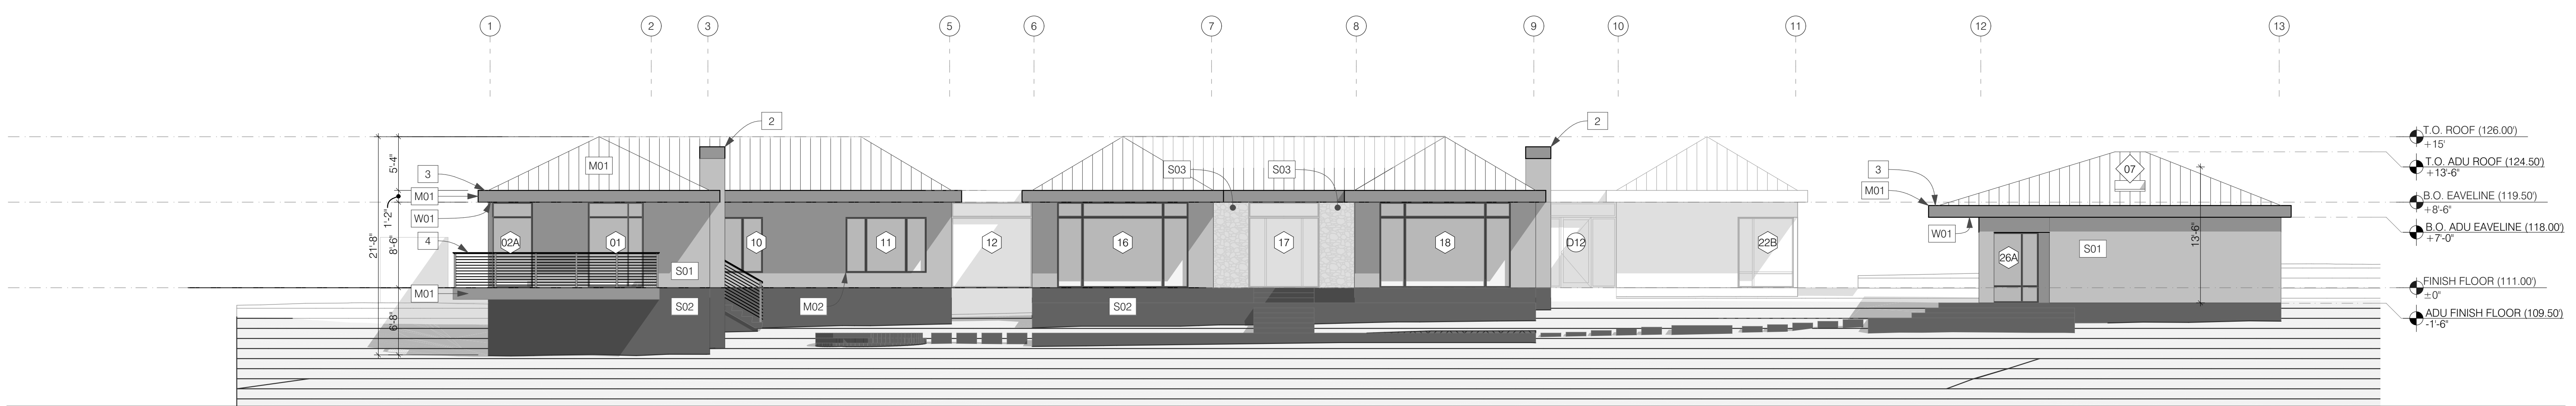 1 2 3 5 6 7 8 9 10 11 12 13
2 2
T.O. ROOF (126.00')
+15'
5'-4"
M01
S03 S03
3
3
07
T.O. ADU ROOF (124.50')
+13'-6"
M01
M01
B.O. EAVELINE (119.50')
+8'-6"
1'-2"
W01
W01
B.O. ADU EAVELINE (118.00')
+7'-0"
21'-8"
8'-6"
4
02A 01 10 11 12 16 17 18 D12 22B 26A
S01
13'-6"
S01
M01
FINISH FLOOR (111.00')
±0"
S02 M02 S02
ADU FINISH FLOOR (109.50')
-1'-6"
6'-8"